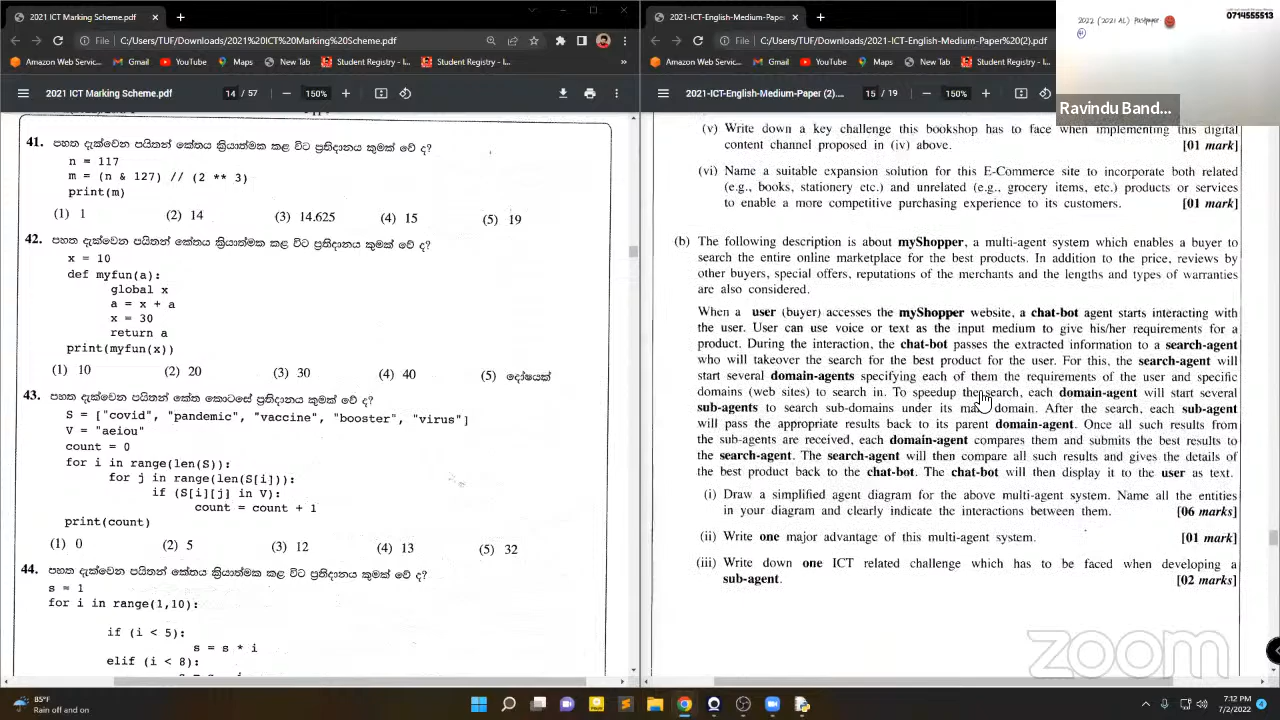 2021 ICT Marking Scheme.pdf
File
C:/Users/TUF/Downloads/2021%20ICT%20Marking%20Scheme.pdf
Amazon Web Servic...
Gmail
YouTube
Maps
New Tab
Student Registry - I...
Student Registry - I...
2021 ICT Marking Scheme.pdf
14 / 57
150%
41. පහත දැක්වෙන පයිතන් කේතය ක්‍රියාත්මක කළ විට ප්‍රතිදානය කුමක් වේ ද?
n = 117
m = (n & 127) // (2 ** 3)
print(m)
(1) 1 (2) 14 (3) 14.625 (4) 15 (5) 19
42. පහත දැක්වෙන පයිතන් කේතය ක්‍රියාත්මක කළ විට ප්‍රතිදානය කුමක් වේ ද?
x = 10
def myfun(a):
global x
a = x + a
x = 30
return a
print(myfun(x))
(1) 10 (2) 20 (3) 30 (4) 40 (5) දෝෂයක්
43. පහත දැක්වෙන පයිතන් කේත කොටසේ ප්‍රතිදානය කුමක් වේ ද?
S = ["covid", "pandemic", "vaccine", "booster", "virus"]
V = "aeiou"
count = 0
for i in range(len(S)):
for j in range(len(S[i])):
if (S[i][j] in V):
count = count + 1
print(count)
(1) 0 (2) 5 (3) 12 (4) 13 (5) 32
44. පහත දැක්වෙන පයිතන් කේතය ක්‍රියාත්මක කළ විට ප්‍රතිදානය කුමක් වේ ද?
s = 1
for i in range(1,10):
if (i < 5):
s = s * i
elif (i < 8):
2021-ICT-English-Medium-Paper (2)
File
C:/Users/TUF/Downloads/2021-ICT-English-Medium-Paper%20(2).pdf
Amazon Web Servic...
Gmail
YouTube
Maps
New Tab
Student Registry - I...
2021-ICT-English-Medium-Paper (2)....
15 / 19
150%
2022 (2021 AL) Pastpaper
0714555513
Ravindu Band...
(v) Write down a key challenge this bookshop has to face when implementing this digital
content channel proposed in (iv) above. [01 mark]
(vi) Name a suitable expansion solution for this E-Commerce site to incorporate both related
(e.g., books, stationery etc.) and unrelated (e.g., grocery items, etc.) products or services
to enable a more competitive purchasing experience to its customers. [01 mark]
(b) The following description is about myShopper, a multi-agent system which enables a buyer to
search the entire online marketplace for the best products. In addition to the price, reviews by
other buyers, special offers, reputations of the merchants and the lengths and types of warranties
are also considered.
When a user (buyer) accesses the myShopper website, a chat-bot agent starts interacting with
the user. User can use voice or text as the input medium to give his/her requirements for a
product. During the interaction, the chat-bot passes the extracted information to a search-agent
who will takeover the search for the best product for the user. For this, the search-agent will
start several domain-agents specifying each of them the requirements of the user and specific
domains (web sites) to search in. To speedup the search, each domain-agent will start several
sub-agents to search sub-domains under its main domain. After the search, each sub-agent
will pass the appropriate results back to its parent domain-agent. Once all such results from
the sub-agents are received, each domain-agent compares them and submits the best results to
the search-agent. The search-agent will then compare all such results and gives the details of
the best product back to the chat-bot. The chat-bot will then display it to the user as text.
(i) Draw a simplified agent diagram for the above multi-agent system. Name all the entities
in your diagram and clearly indicate the interactions between them. [06 marks]
(ii) Write one major advantage of this multi-agent system. [01 mark]
(iii) Write down one ICT related challenge which has to be faced when developing a
sub-agent. [02 marks]
zoom
85°F
Rain off and on
7:12 PM
7/2/2022